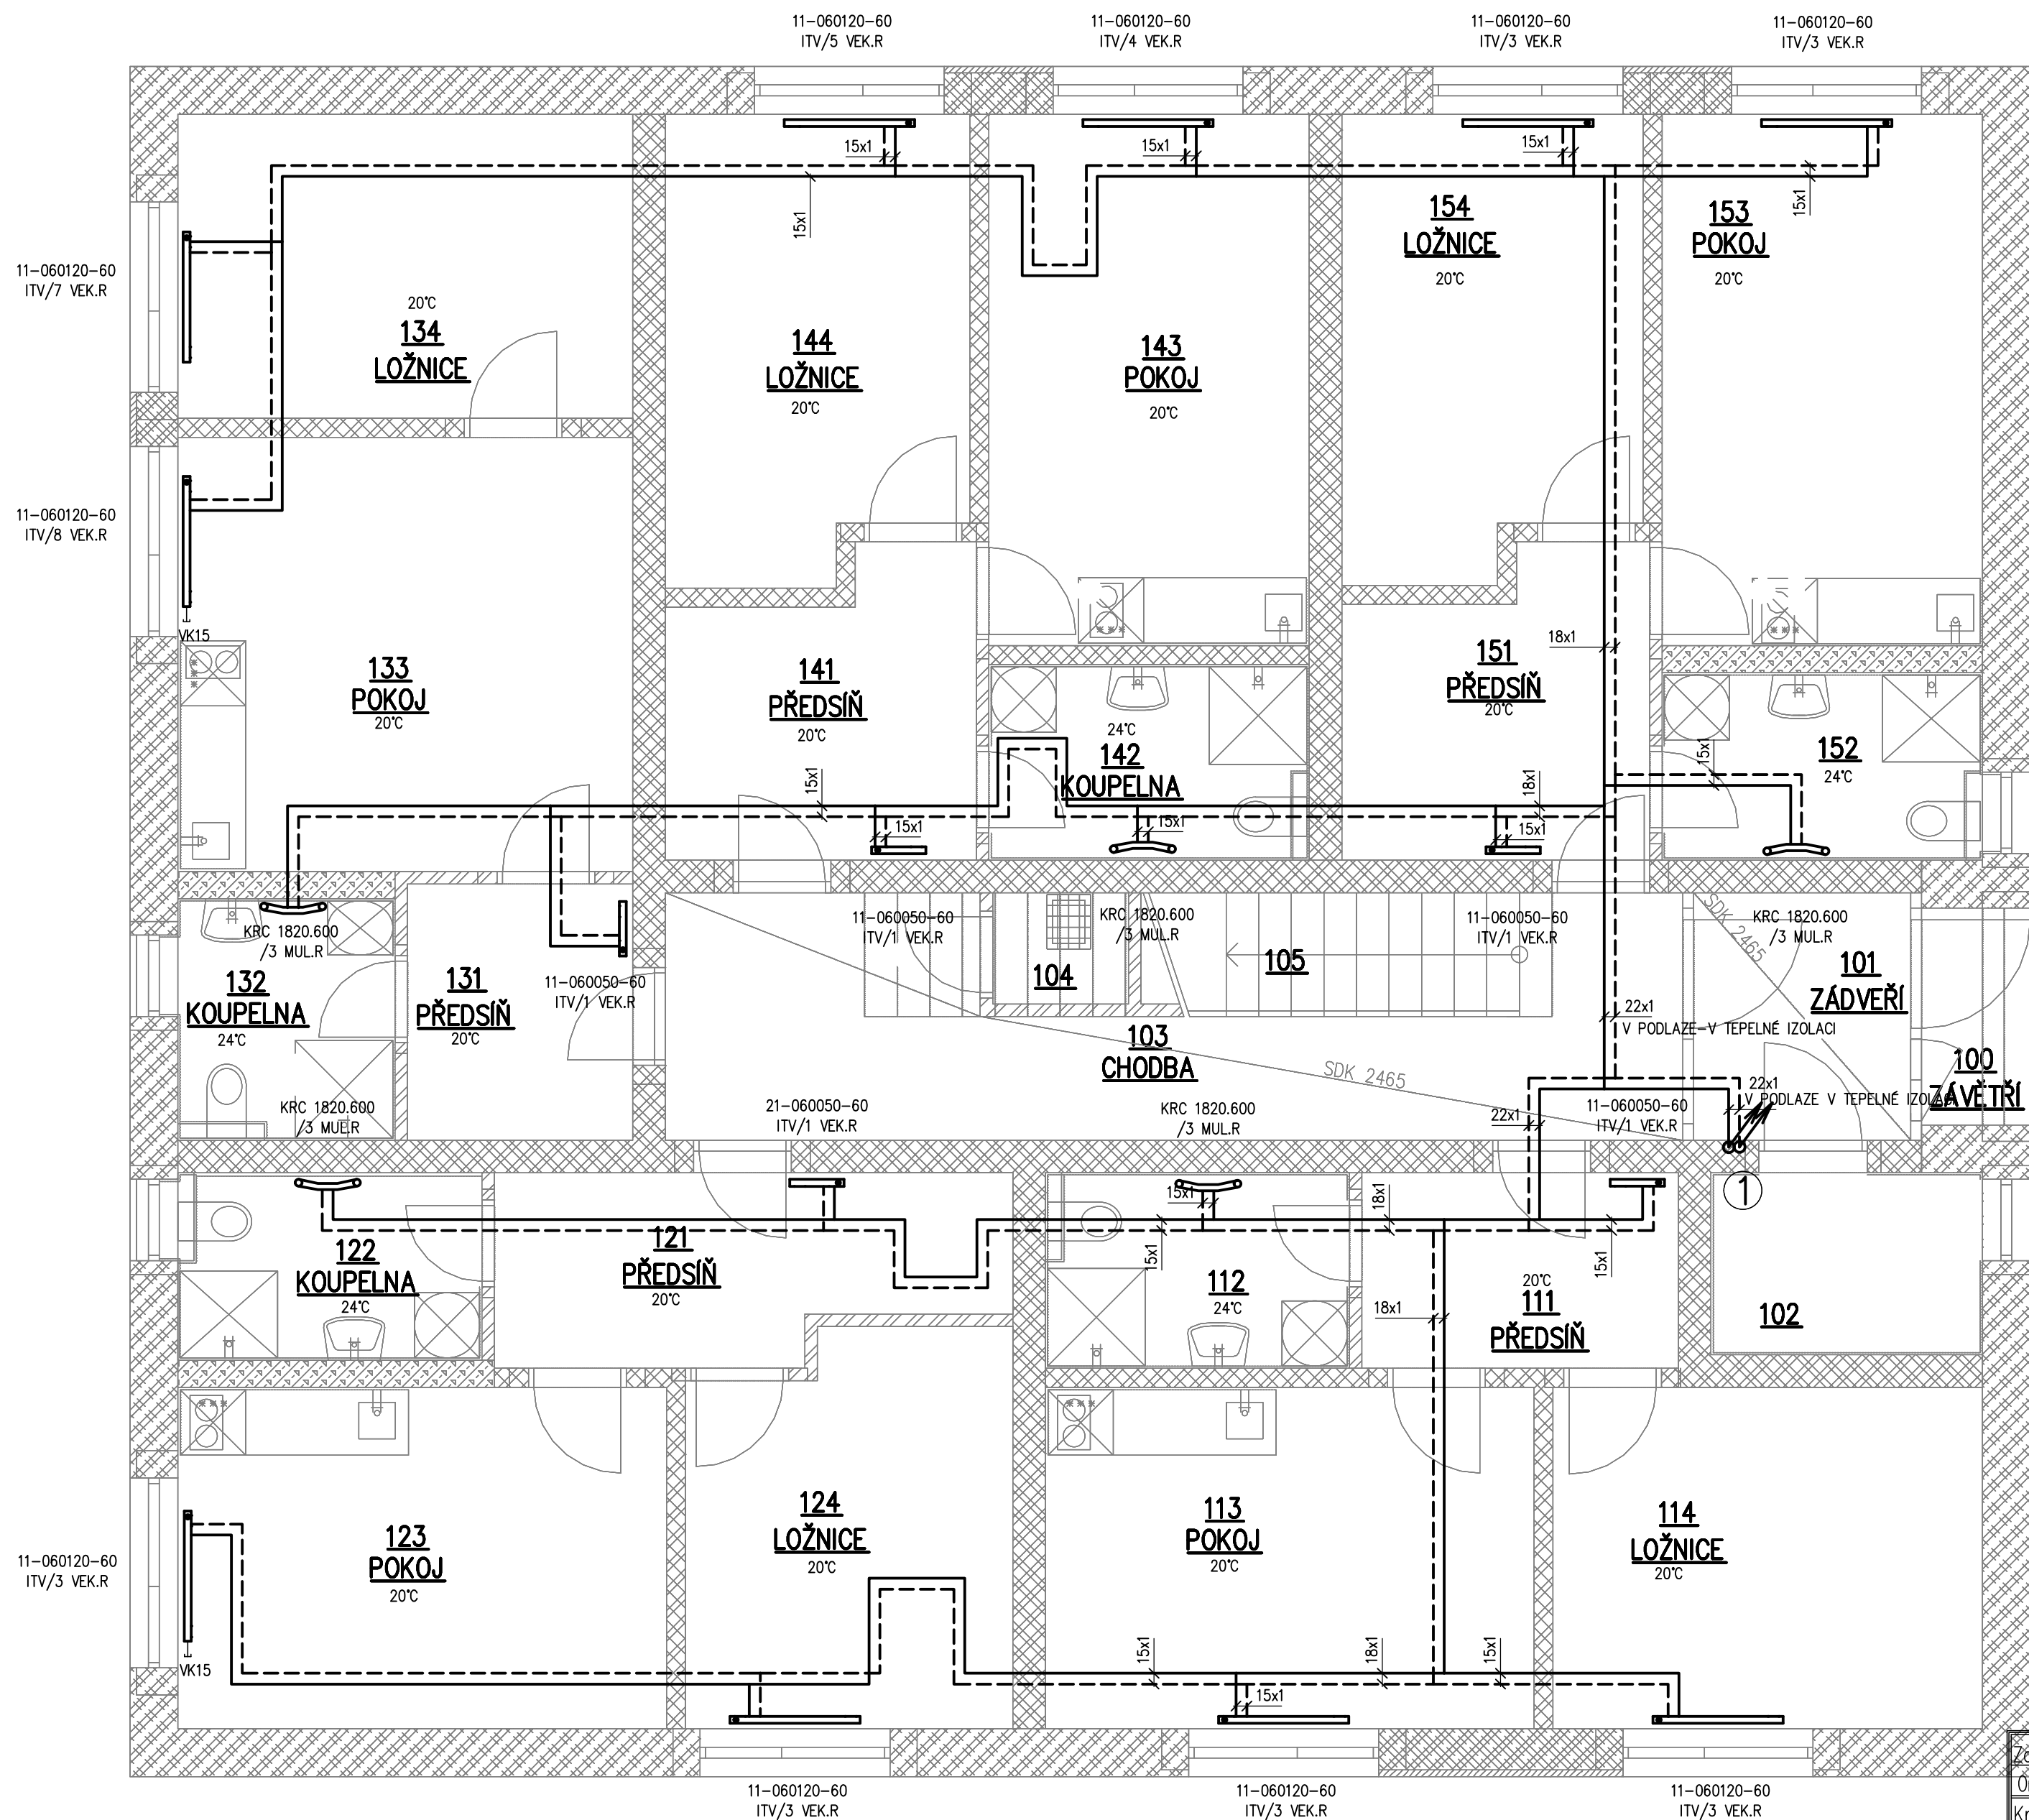 11-060120-60
ITV/5 VEK.R
11-060120-60
ITV/4 VEK.R
11-060120-60
ITV/3 VEK.R
11-060120-60
ITV/3 VEK.R
15x1
15x1
15x1
15x1
15x1
11-060120-60
ITV/7 VEK.R
20°C
134
LOŽNICE
144
LOŽNICE
20°C
143
POKOJ
20°C
154
LOŽNICE
20°C
153
POKOJ
20°C
11-060120-60
ITV/8 VEK.R
VK15
133
POKOJ
20°C
141
PŘEDSÍŇ
20°C
24°C
142
KOUPELNA
18x1
151
PŘEDSÍŇ
20°C
152
24°C
15x1
15x1
15x1
15x1
18x1
15x1
KRC 1820.600
/3 MUL.R
11-060050-60
ITV/1 VEK.R
132
KOUPELNA
24°C
131
PŘEDSÍŇ
20°C
11-060050-60
ITV/1 VEK.R
104
KRC 1820.600
/3 MUL.R
105
11-060050-60
ITV/1 VEK.R
SDK 2465
KRC 1820.600
/3 MUL.R
101
ZÁDVEŘÍ
22x1
V PODLAZE-V TEPELNÉ IZOLACI
103
CHODBA
SDK 2465
100
ZÁVĚTŘÍ
22x1
V PODLAZE V TEPELNÉ IZOLACI
KRC 1820.600
/3 MUL.R
21-060050-60
ITV/1 VEK.R
KRC 1820.600
/3 MUL.R
22x1
11-060050-60
ITV/1 VEK.R
1
122
KOUPELNA
24°C
121
PŘEDSÍŇ
20°C
15x1
15x1
18x1
15x1
112
24°C
18x1
20°C
111
PŘEDSÍŇ
102
11-060120-60
ITV/3 VEK.R
VK15
123
POKOJ
20°C
124
LOŽNICE
20°C
113
POKOJ
20°C
114
LOŽNICE
20°C
15x1
15x1
18x1
15x1
11-060120-60
ITV/3 VEK.R
11-060120-60
ITV/3 VEK.R
11-060120-60
ITV/3 VEK.R